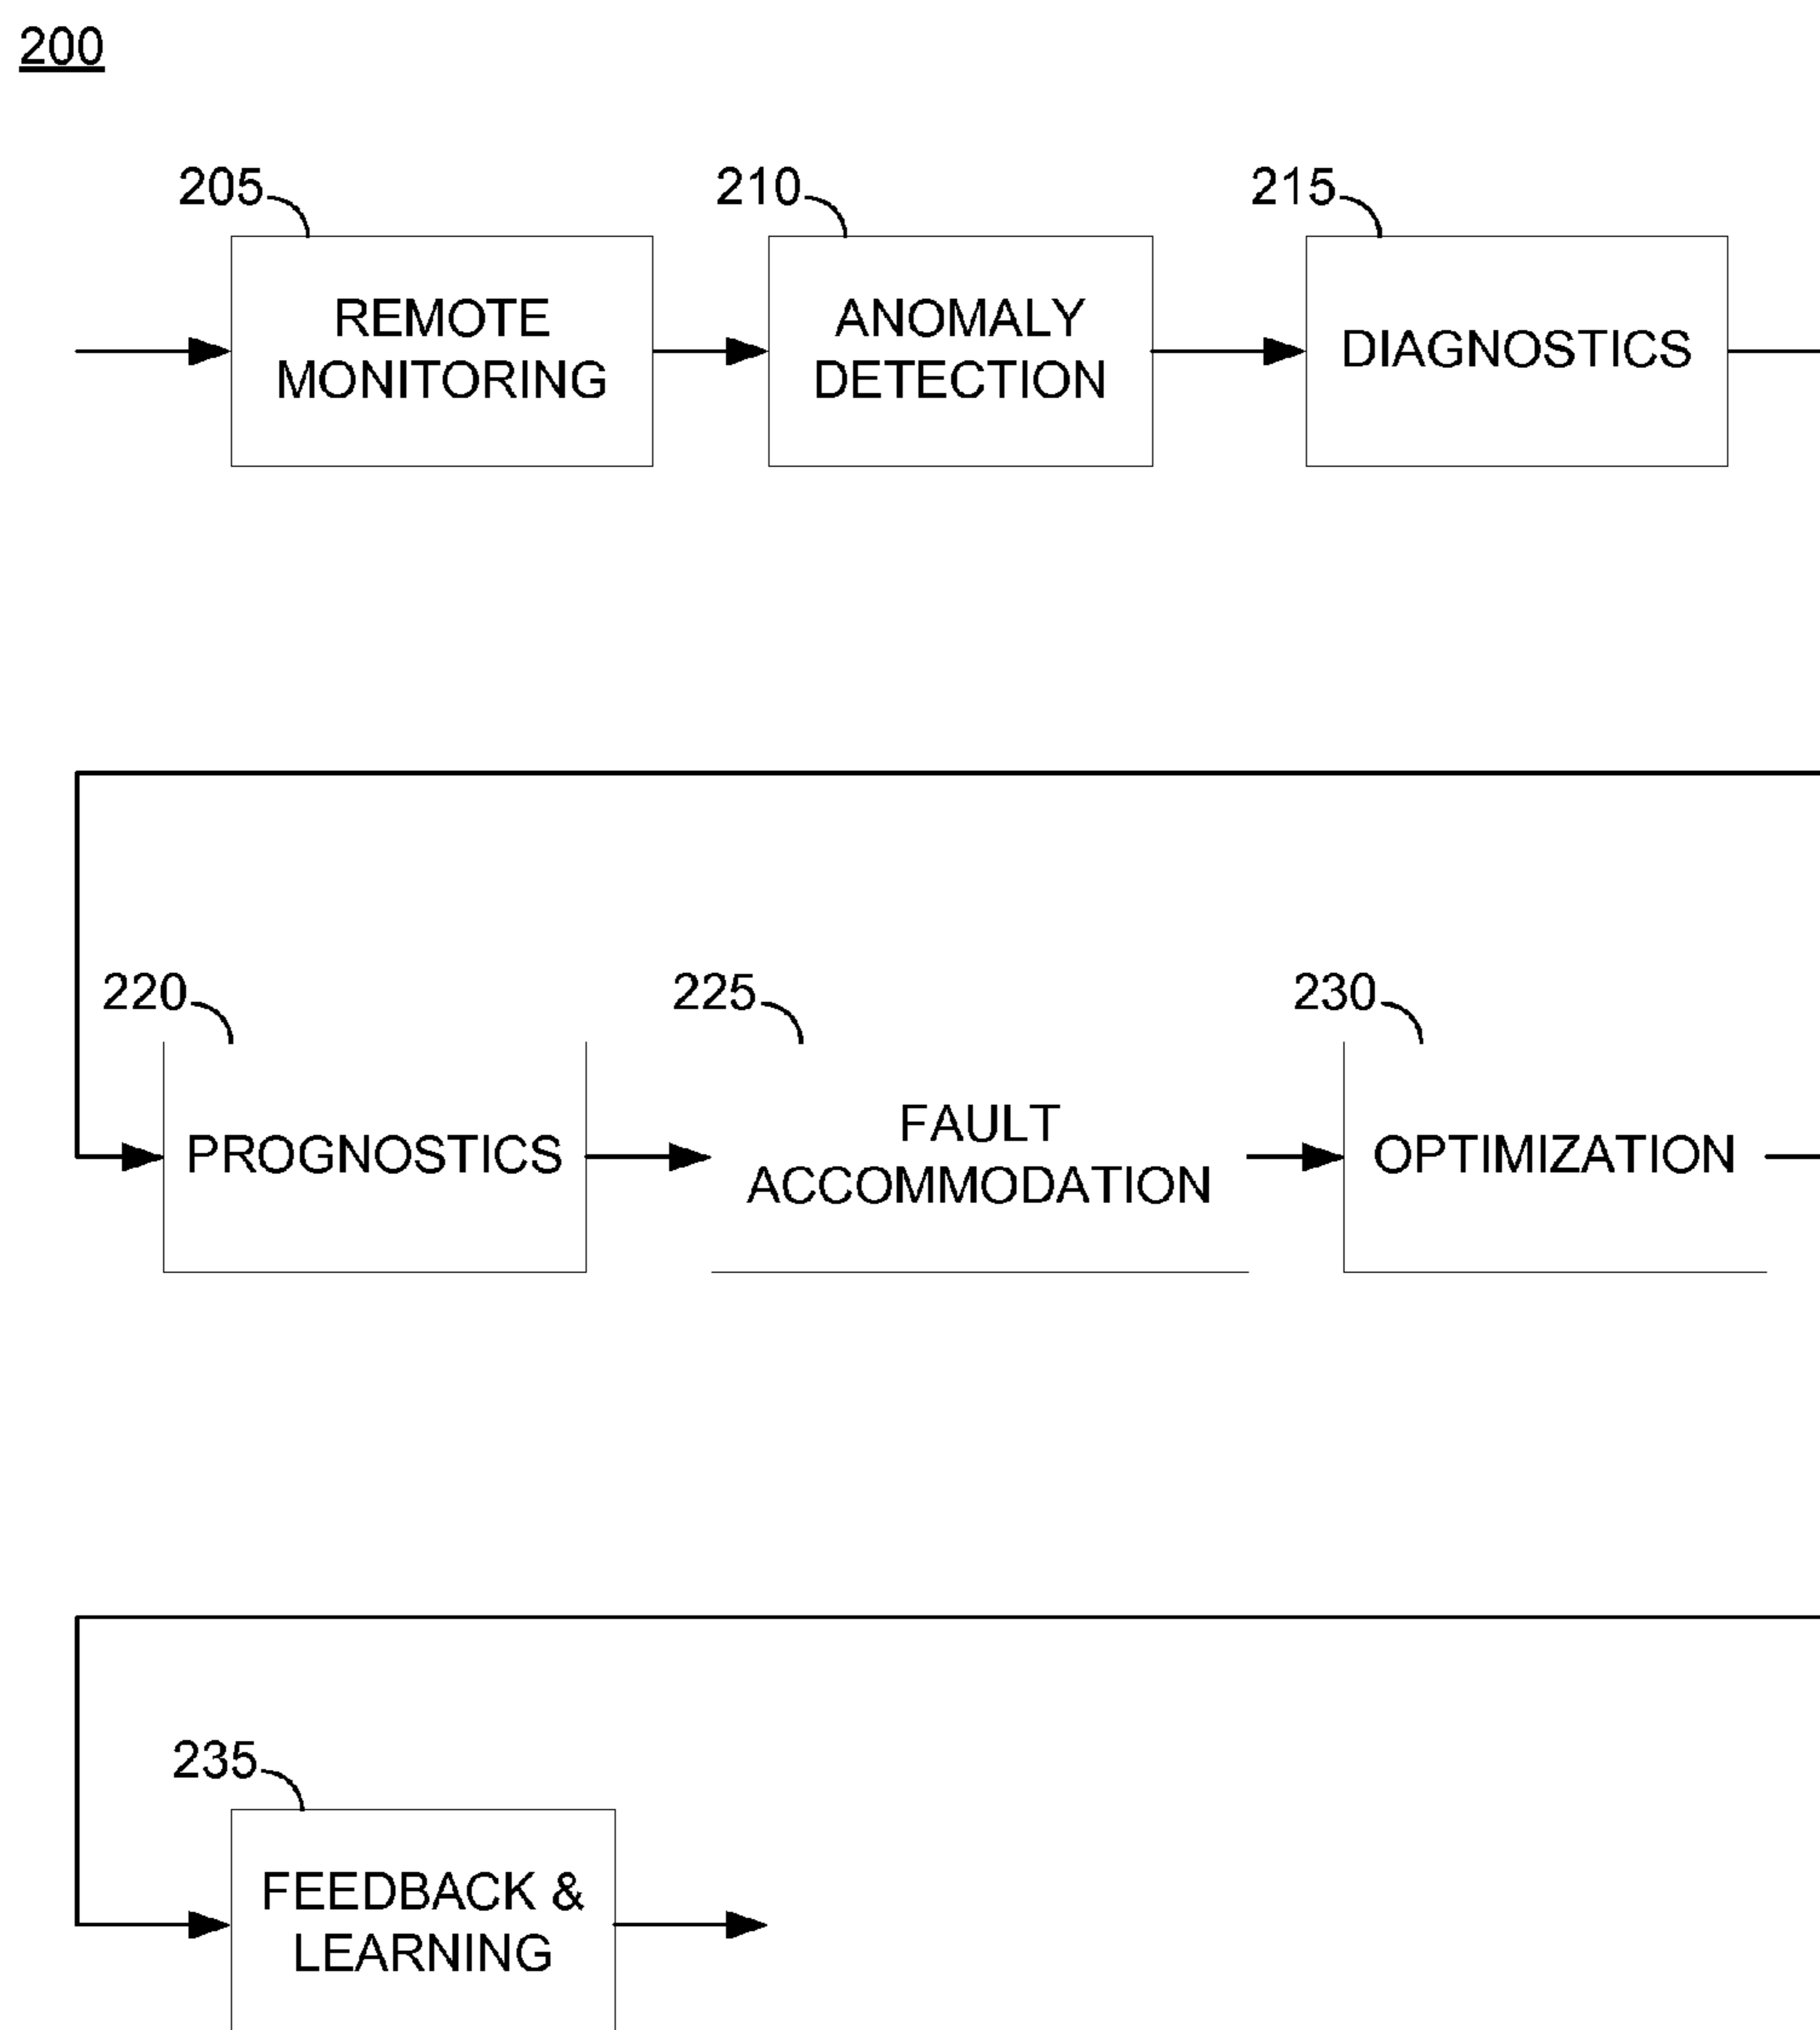 200
205
REMOTE
MONITORING
210
ANOMALY
DETECTION
215
DIAGNOSTICS
220
PROGNOSTICS
225
FAULT
ACCOMMODATION
230
OPTIMIZATION
235
FEEDBACK &
LEARNING